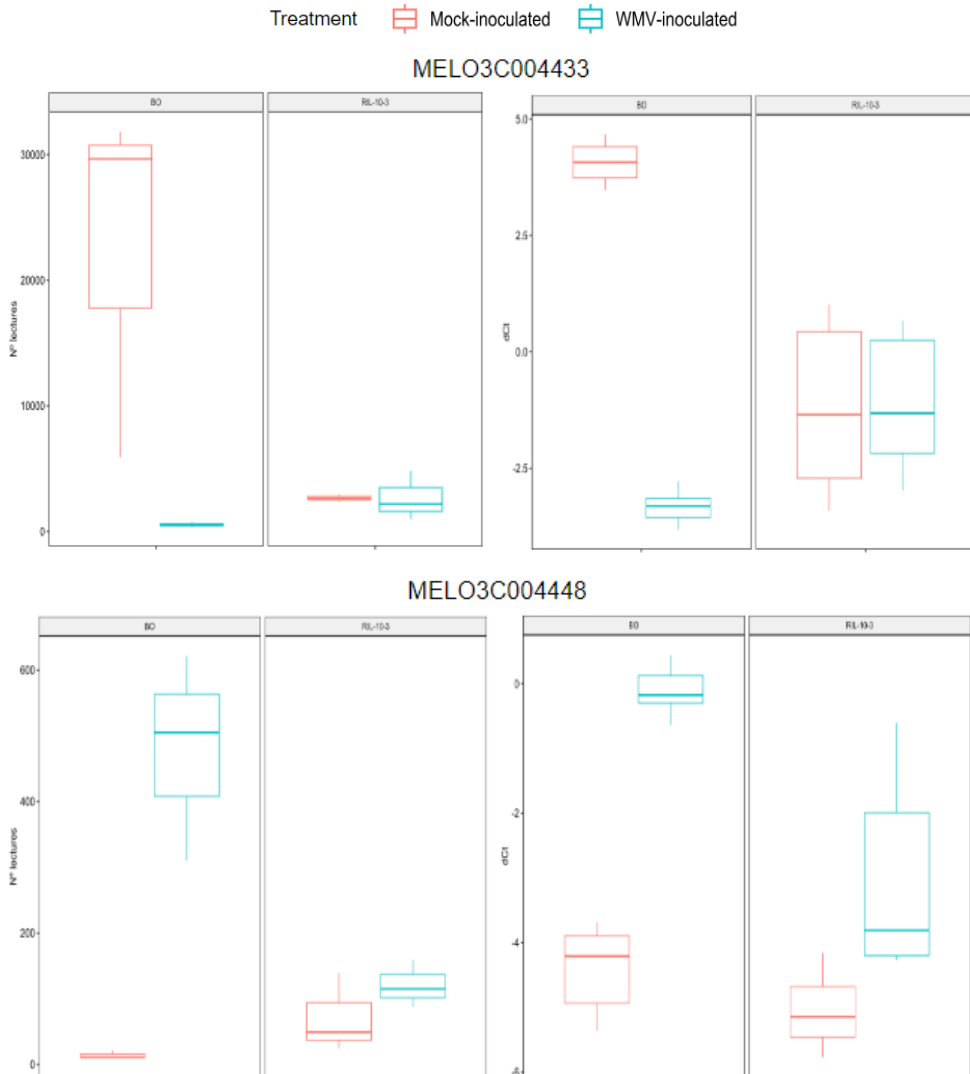 Treatment Mock-inoculated WMV-inoculated
MELO3C004433
BO RIL-10-3 BO RIL-10-3
Nº lectures
30000
20000
10000
0
dCt
5.0
2.5
0.0
-2.5
MELO3C004448
BO RIL-10-3 BO RIL-10-3
Nº lectures
600
400
200
0
dCt
0
-2
-4
-6